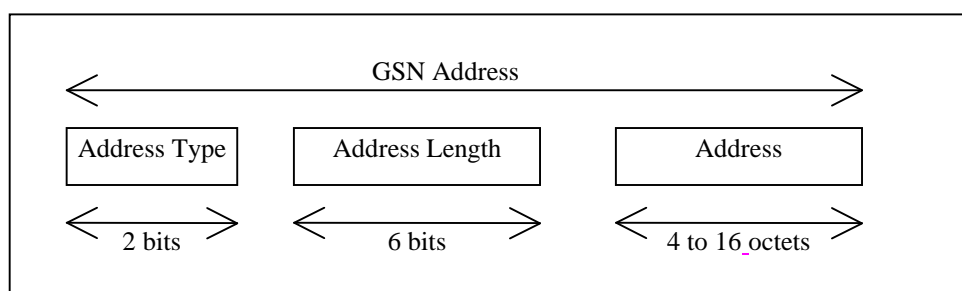 GSN Address
Address Type Address Length Address
2 bits 6 bits 4 to 16 octets